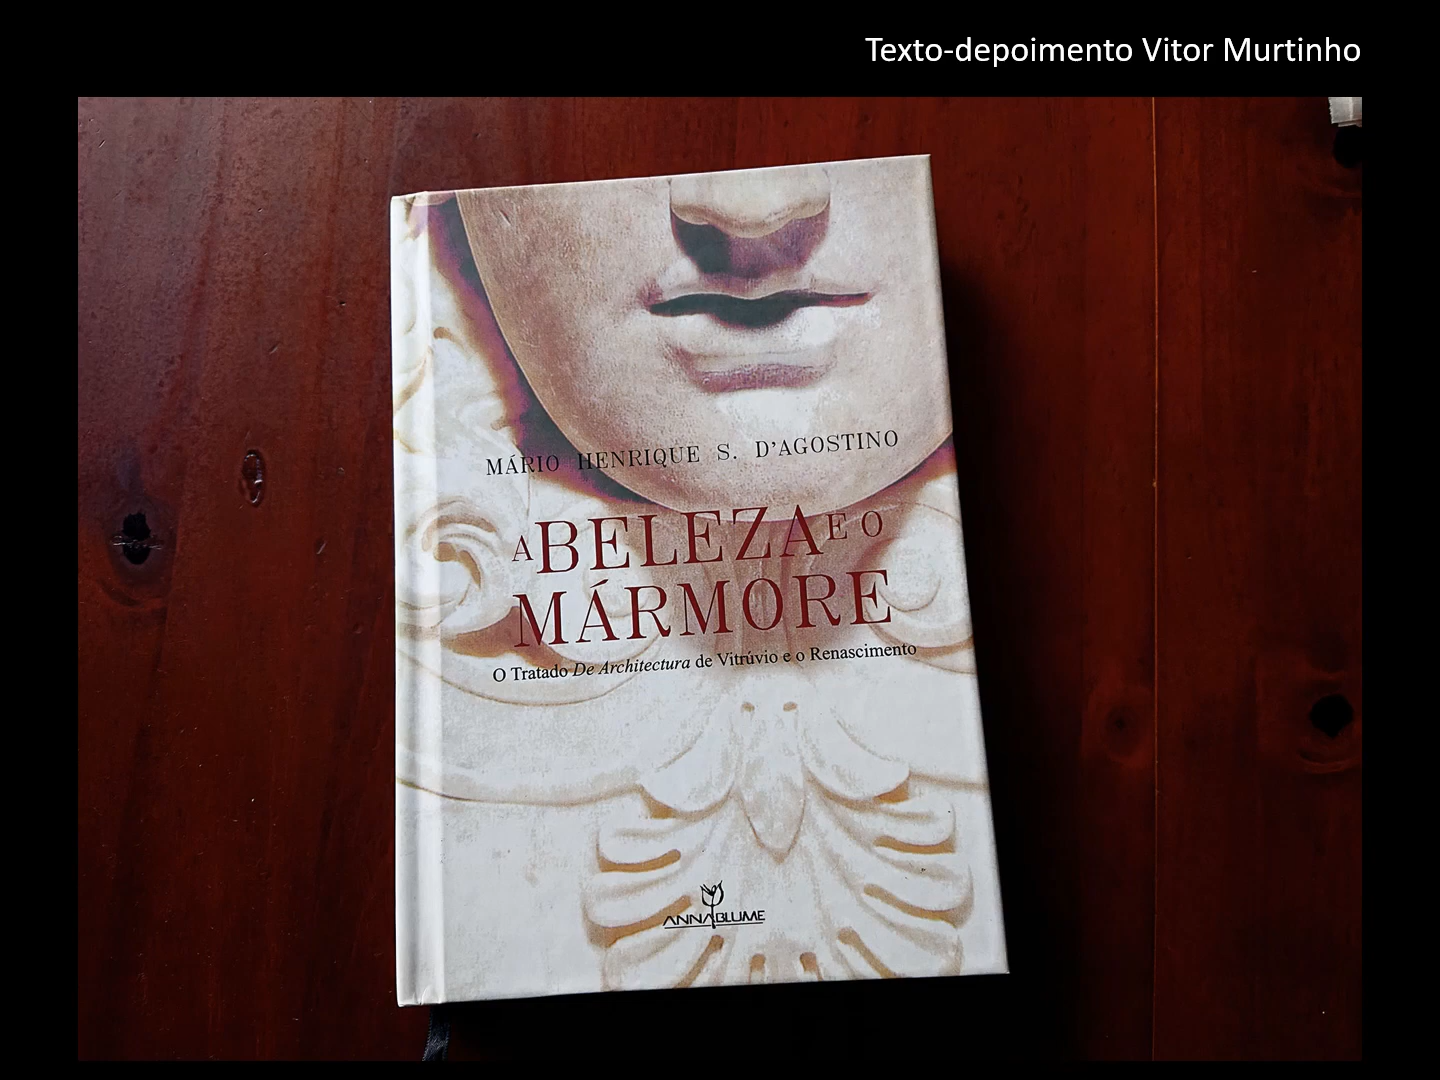 Texto-depoimento Vitor Murtinho
MÁRIO HENRIQUE S. D'AGOSTINO
A BELEZA E O
MÁRMORE
O Tratado De Architectura de Vitrúvio e o Renascimento
ANNABLUME